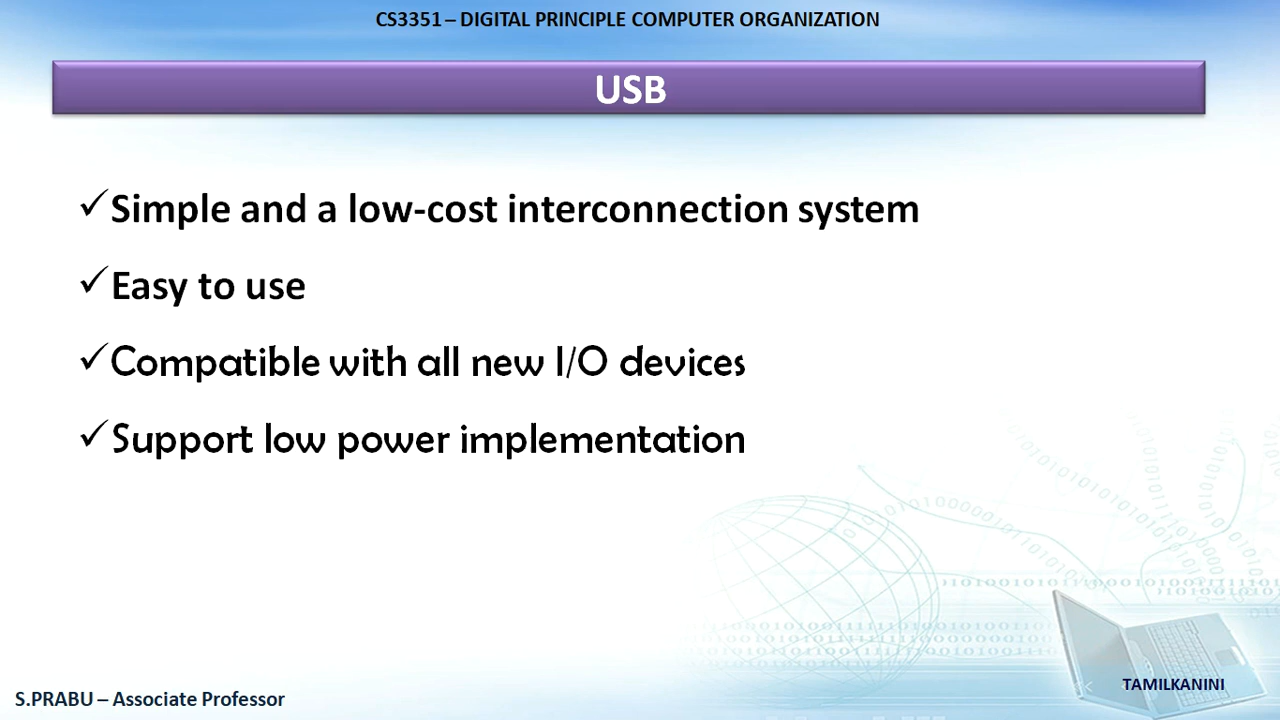 CS3351 – DIGITAL PRINCIPLE COMPUTER ORGANIZATION
USB
✓Simple and a low-cost interconnection system
✓Easy to use
✓Compatible with all new I/O devices
✓Support low power implementation
S.PRABU – Associate Professor
TAMILKANINI